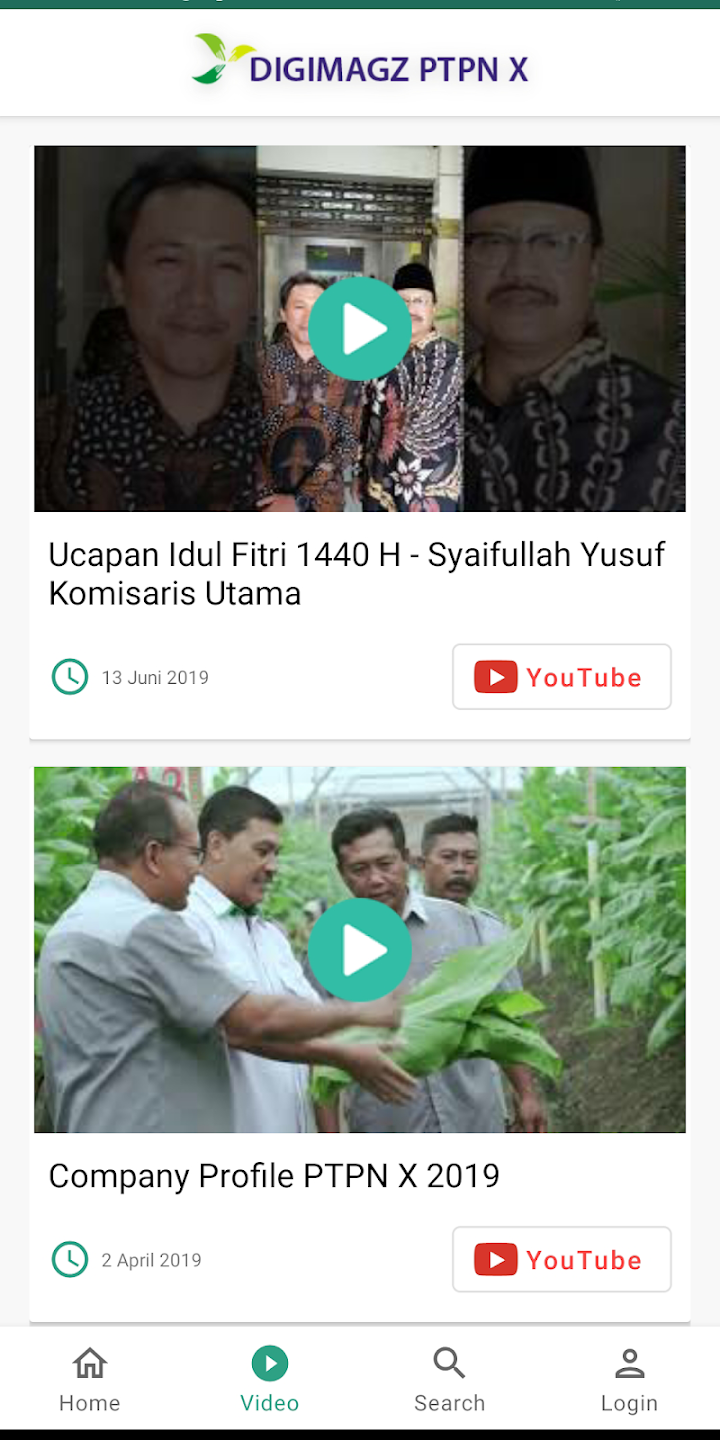 DIGIMAGZ PTPN X
Ucapan Idul Fitri 1440 H - Syaifullah Yusuf
Komisaris Utama
13 Juni 2019
YouTube
Company Profile PTPN X 2019
2 April 2019
YouTube
Home
Video
Search
Login